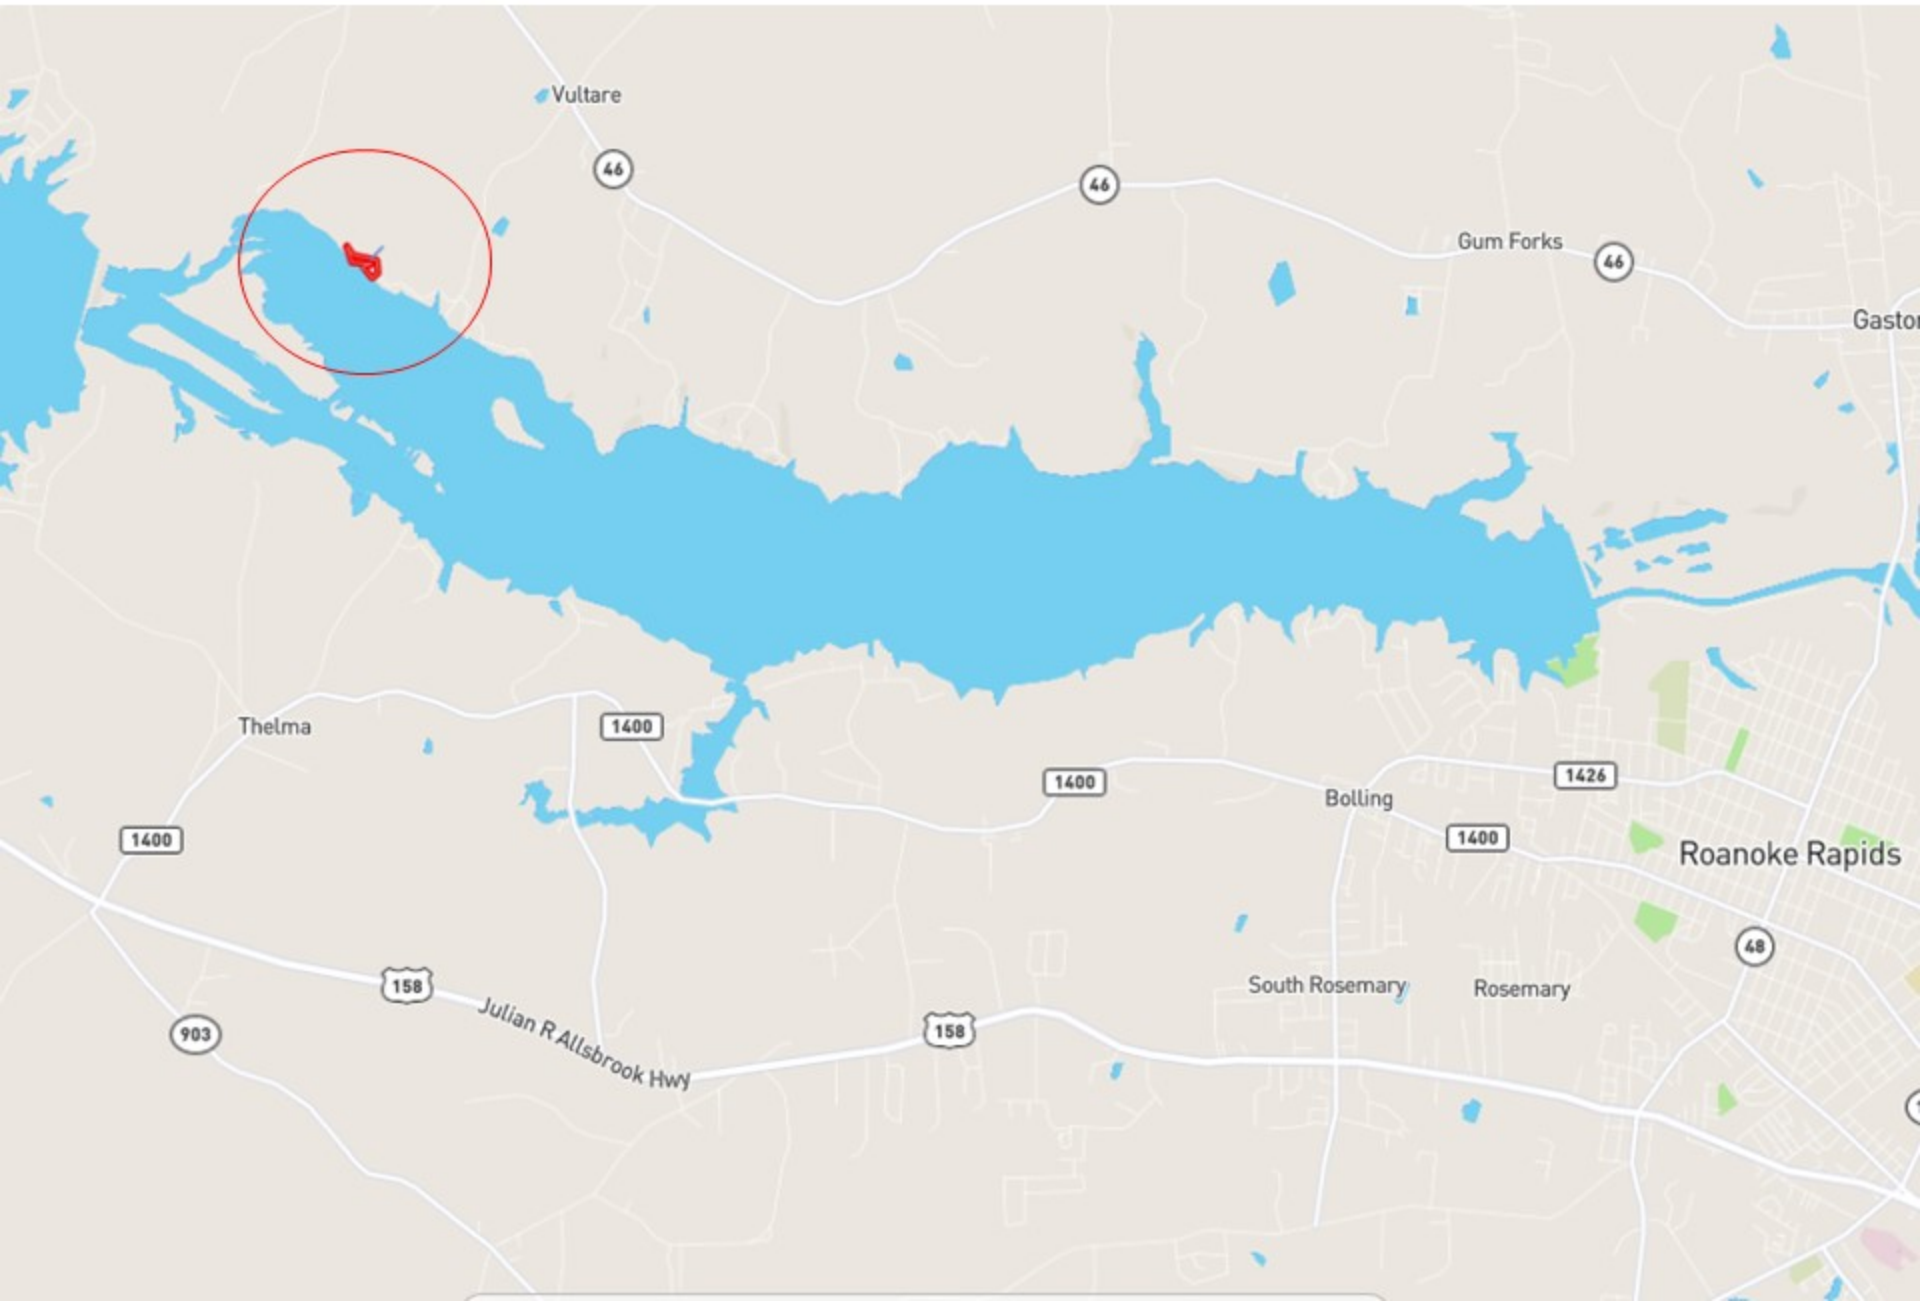 Vultare
46
46
Gum Forks
46
Gaston
1400
Thelma
1400
1426
Bolling
1400
1400
Roanoke Rapids
48
158
South Rosemary
Rosemary
Julian R Allsbrook Hwy
158
903